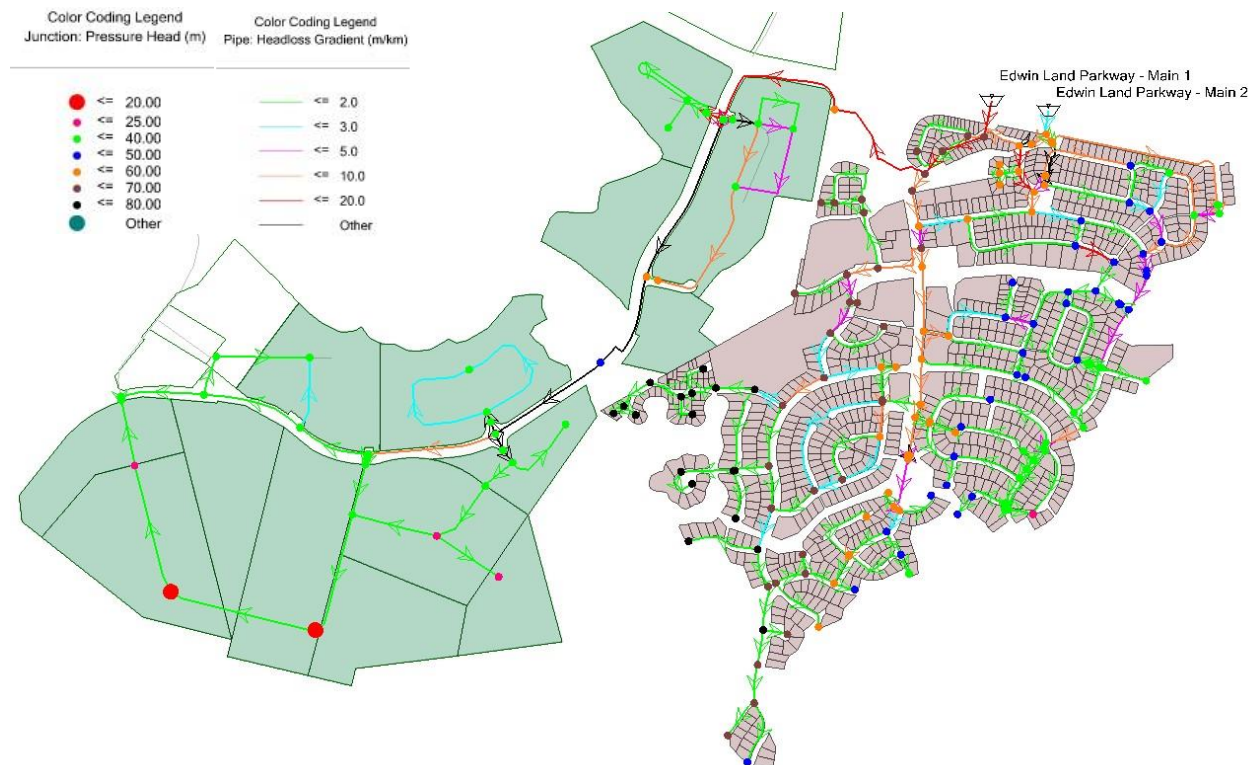 Color Coding Legend
Junction: Pressure Head (m)
<= 20.00
<= 25.00
<= 40.00
<= 50.00
<= 60.00
<= 70.00
<= 80.00
Other
Color Coding Legend
Pipe: Headloss Gradient (m/km)
<= 2.0
<= 3.0
<= 5.0
<= 10.0
<= 20.0
Other
Edwin Land Parkway - Main 1
Edwin Land Parkway - Main 2